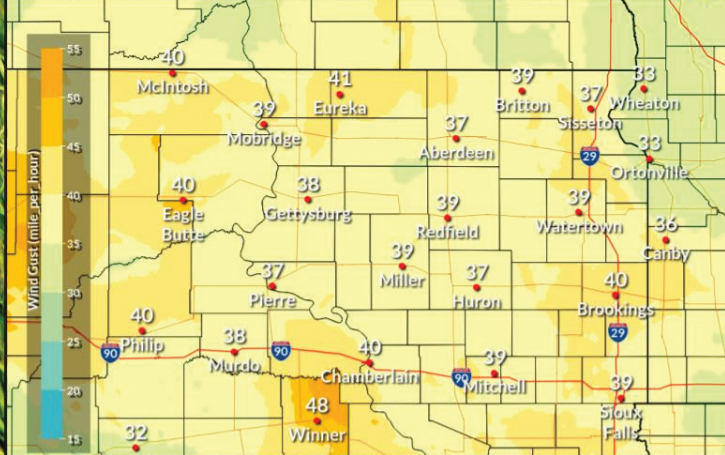 55
50
45
40
35
30
25
20
15
Wind Gust (mile_per_hour)
40
McIntosh
41
Eureka
39
Britton
37
Sisseton
33
Wheaton
39
Mobridge
37
Aberdeen
29
33
Ortonville
40
Eagle
Butte
38
Gettysburg
39
Redfield
39
Watertown
36
Canby
39
Miller
37
Pierre
37
Huron
40
Brookings
29
40
Philip
90
38
Murdo
90
40
Chamberlain
90
39
Mitchell
39
Sioux
Falls
48
Winner
32